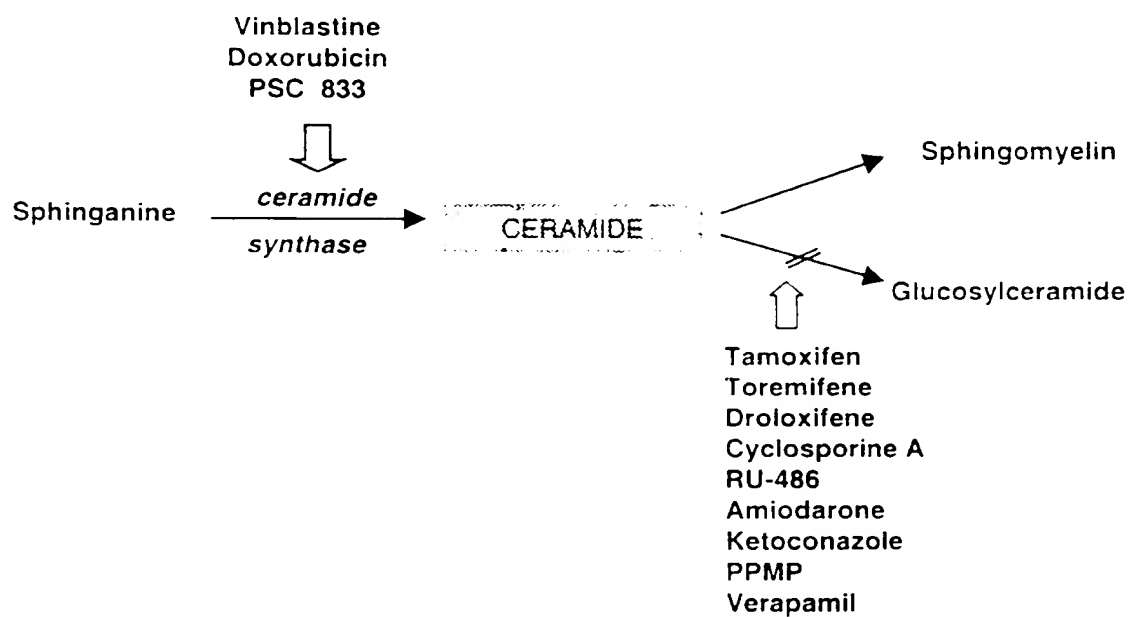 Vinblastine
Doxorubicin
PSC 833
Sphinganine
ceramide
synthase
CERAMIDE
Sphingomyelin
Glucosylceramide
Tamoxifen
Toremifene
Droloxifene
Cyclosporine A
RU-486
Amiodarone
Ketoconazole
PPMP
Verapamil